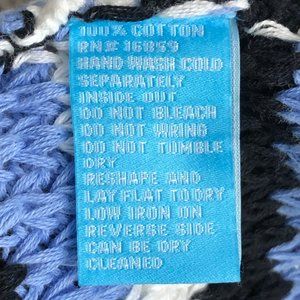 100% COTTON
RN# 16859
HAND WASH COLD
SEPARATELY
INSIDE-OUT
DO NOT BLEACH
DO NOT WRING
DO NOT TUMBLE
DRY
RESHAPE AND
LAY FLAT TO DRY
LOW IRON ON
REVERSE SIDE
CAN BE DRY
CLEANED